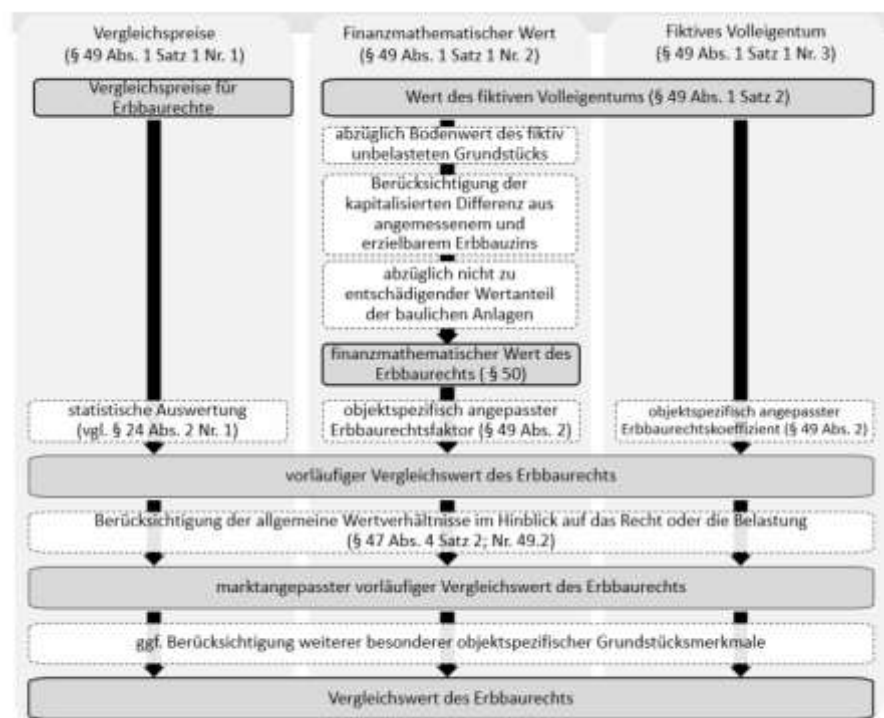 Vergleichspreise
(§ 49 Abs. 1 Satz 1 Nr. 1)
Finanzmathematischer Wert
(§ 49 Abs. 1 Satz 1 Nr. 2)
Fiktives Volleigentum
(§ 49 Abs. 1 Satz 1 Nr. 3)
Vergleichspreise für
Erbbaurechte
Wert des fiktiven Volleigentums (§ 49 Abs. 1 Satz 2)
abzüglich Bodenwert des fiktiv
unbelasteten Grundstücks
Berücksichtigung der
kapitalisierten Differenz aus
angemessenem und
erzielbarem Erbbauzins
abzüglich nicht zu
entschädigender Wertanteil
der baulichen Anlagen
finanzmathematischer Wert des
Erbbaurechts ( § 50)
statistische Auswertung
(vgl. § 24 Abs. 2 Nr. 1)
objektspezifisch angepasster
Erbbaurechtsfaktor (§ 49 Abs. 2)
objektspezifisch angepasster
Erbbaurechtskoeffizient (§ 49 Abs. 2)
vorläufiger Vergleichswert des Erbbaurechts
Berücksichtigung der allgemeine Wertverhältnisse im Hinblick auf das Recht oder die Belastung
(§ 47 Abs. 4 Satz 2; Nr. 49.2)
marktangepasster vorläufiger Vergleichswert des Erbbaurechts
ggf. Berücksichtigung weiterer besonderer objektspezifischer Grundstücksmerkmale
Vergleichswert des Erbbaurechts